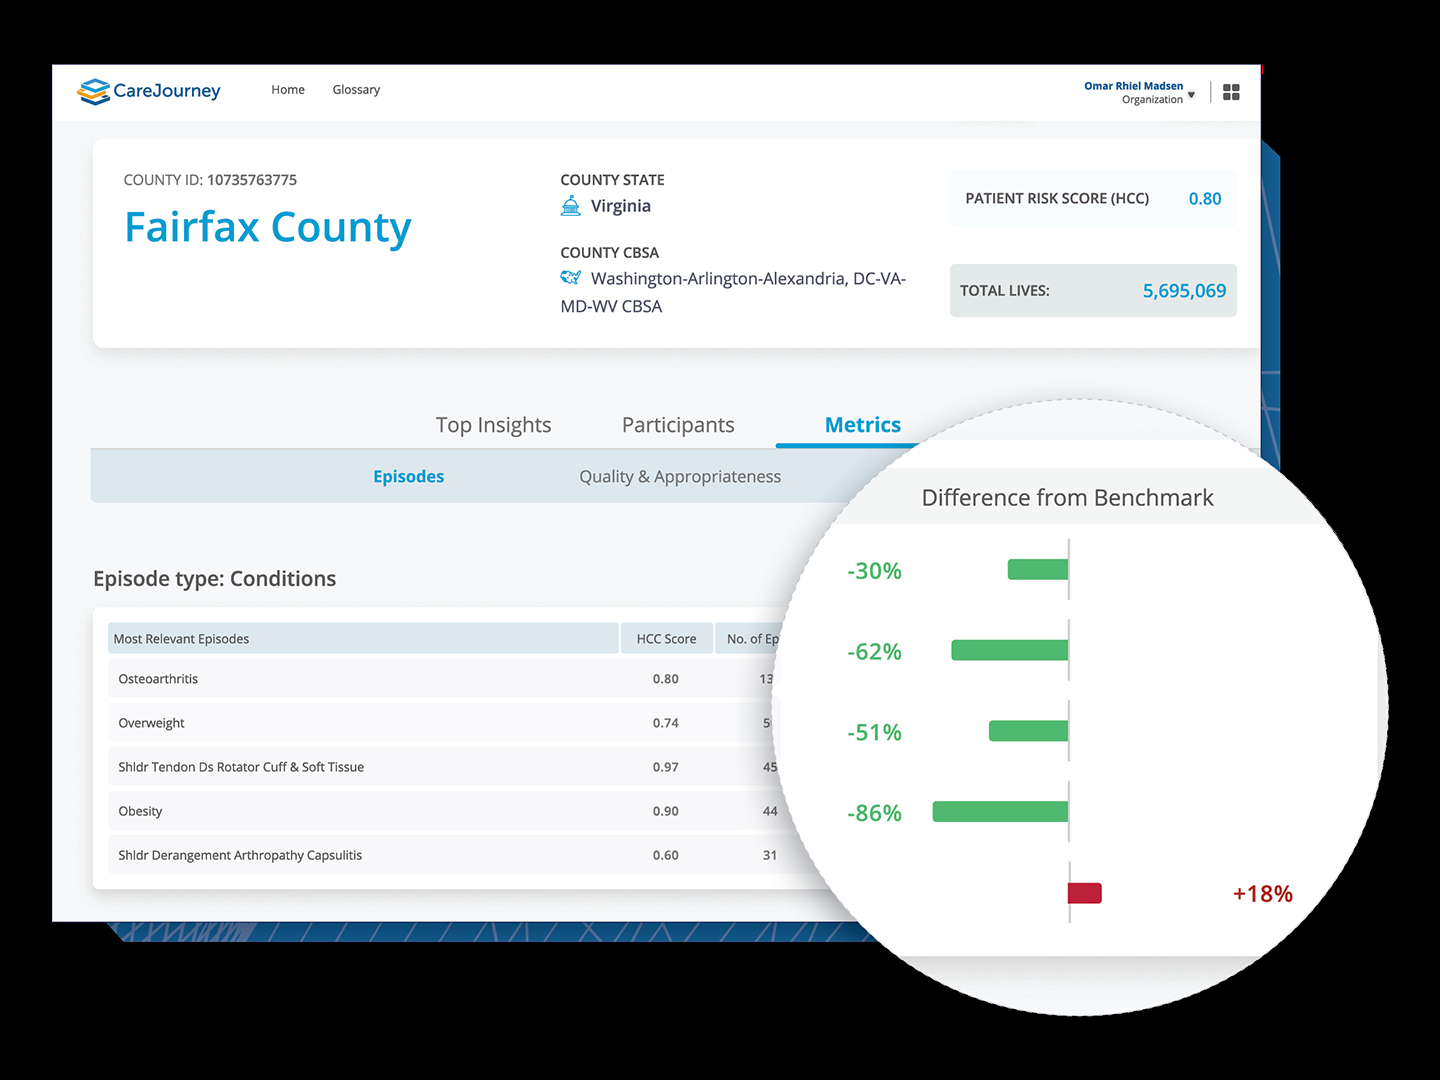 CareJourney
Home
Glossary
Omar Rhiel Madsen
Organization
COUNTY ID: 10735763775
Fairfax County
COUNTY STATE
Virginia
COUNTY CBSA
Washington-Arlington-Alexandria, DC-VA-
MD-WV CBSA
PATIENT RISK SCORE (HCC) 0.80
TOTAL LIVES: 5,695,069
Top Insights Participants Metrics
Episodes Quality & Appropriateness
Episode type: Conditions
Most Relevant Episodes HCC Score No. of Ep
Osteoarthritis 0.80 13
Overweight 0.74 5
Shldr Tendon Ds Rotator Cuff & Soft Tissue 0.97 45
Obesity 0.90 44
Shldr Derangement Arthropathy Capsulitis 0.60 31
Difference from Benchmark
-30%
-62%
-51%
-86%
+18%